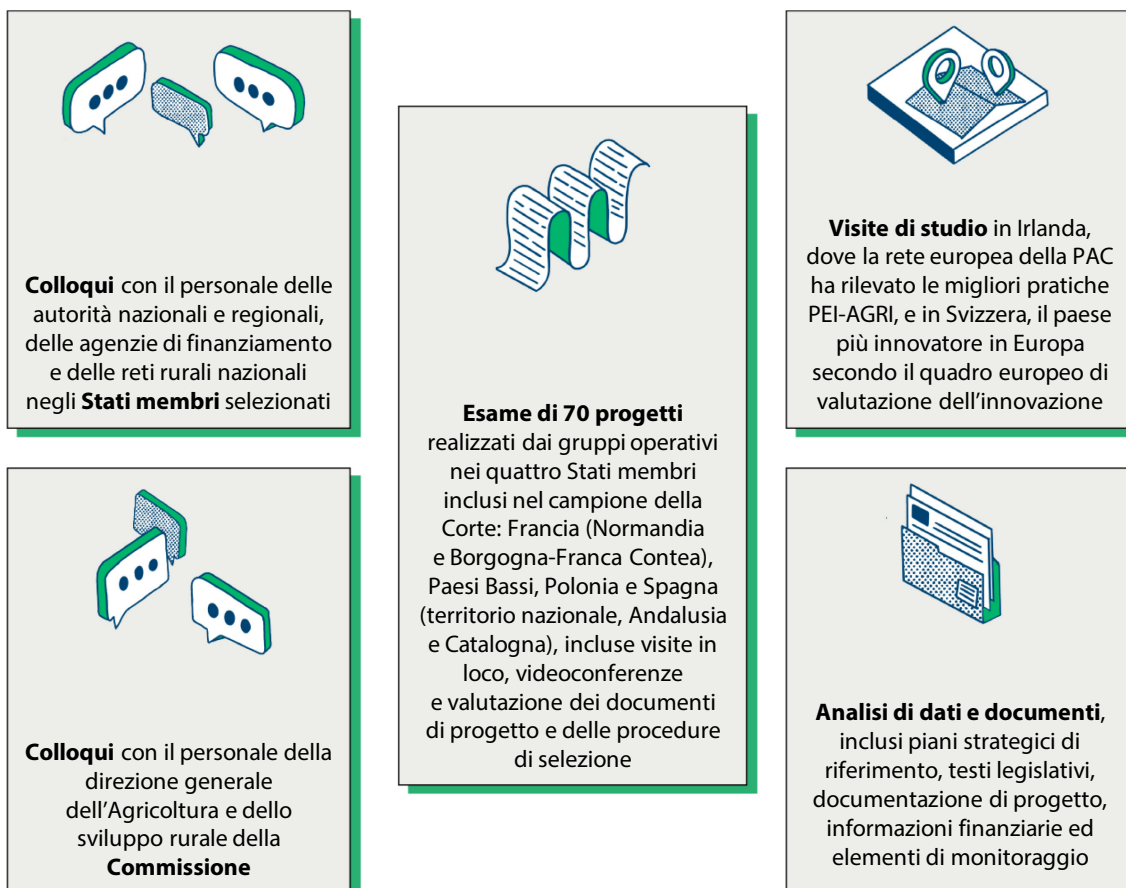 Colloqui con il personale delle
autorità nazionali e regionali,
delle agenzie di finanziamento
e delle reti rurali nazionali
negli Stati membri selezionati
Colloqui con il personale della
direzione generale
dell’Agricoltura e dello
sviluppo rurale della
Commissione
Esame di 70 progetti
realizzati dai gruppi operativi
nei quattro Stati membri
inclusi nel campione della
Corte: Francia (Normandia
e Borgogna-Franca Contea),
Paesi Bassi, Polonia e Spagna
(territorio nazionale, Andalusia
e Catalogna), incluse visite in
loco, videoconferenze
e valutazione dei documenti
di progetto e delle procedure
di selezione
Visite di studio in Irlanda,
dove la rete europea della PAC
ha rilevato le migliori pratiche
PEI-AGRI, e in Svizzera, il paese
più innovatore in Europa
secondo il quadro europeo di
valutazione dell’innovazione
Analisi di dati e documenti,
inclusi piani strategici di
riferimento, testi legislativi,
documentazione di progetto,
informazioni finanziarie ed
elementi di monitoraggio